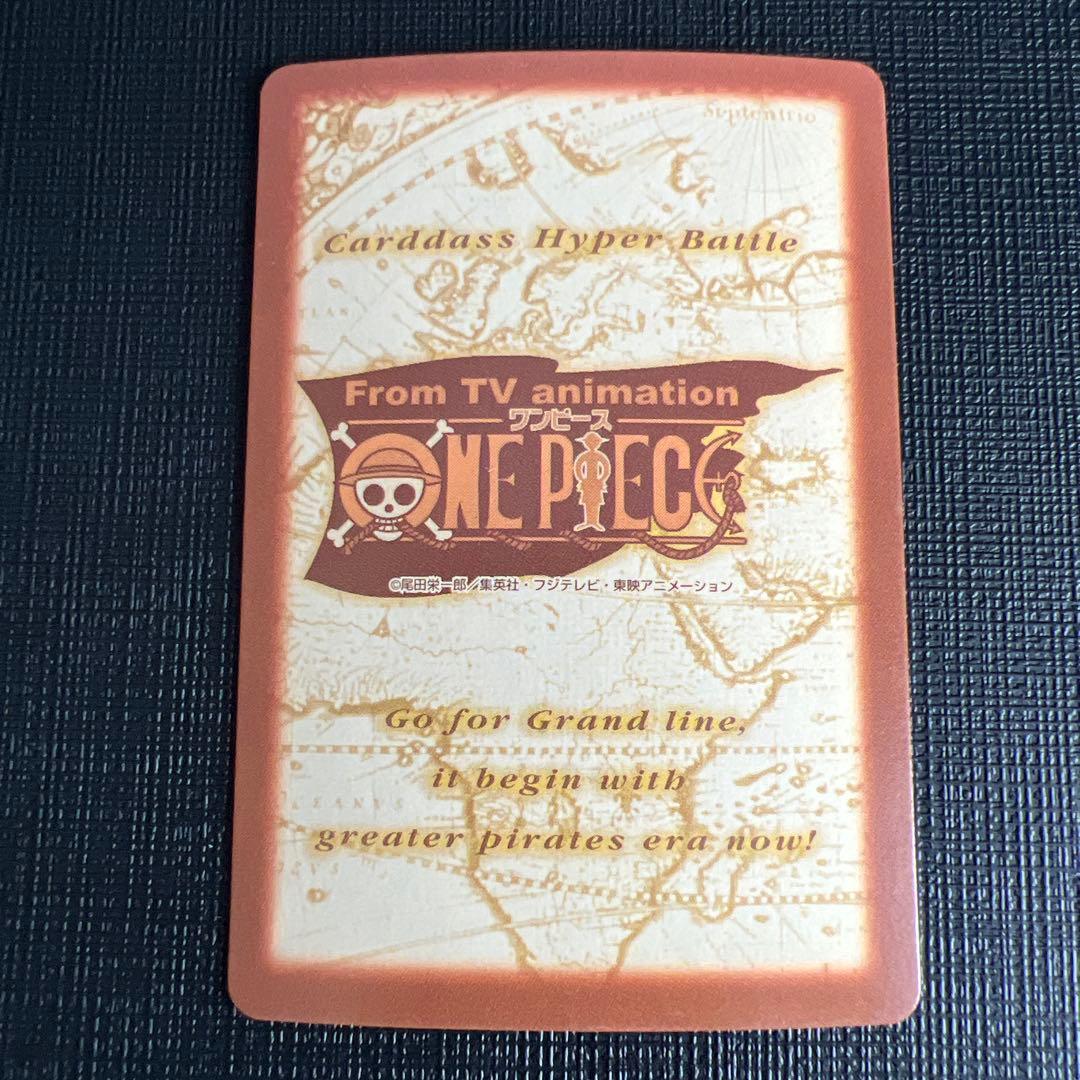 Septentrio
Carddass Hyper Battle
From TV animation
ワンピース
ONE PIECE
©尾田栄一郎／集英社・フジテレビ・東映アニメーション
Go for Grand line,
it begin with
greater pirates era now!